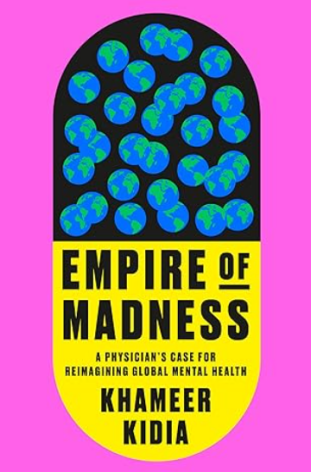 EMPIRE OF
MADNESS
A PHYSICIAN'S CASE FOR
REIMAGINING GLOBAL MENTAL HEALTH
KHAMEER
KIDIA